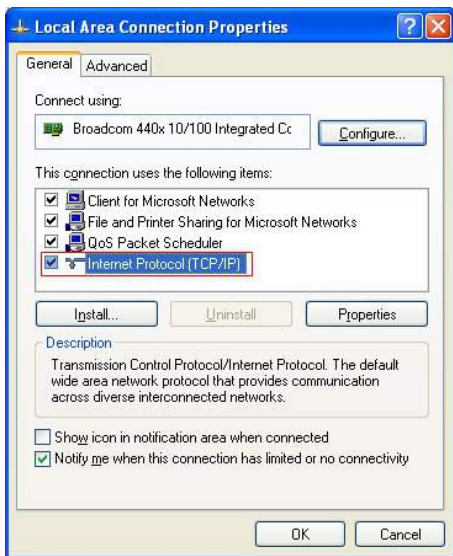 Local Area Connection Properties
General Advanced
Connect using:
Broadcom 440x 10/100 Integrated Cc
Configure...
This connection uses the following items:
Client for Microsoft Networks
File and Printer Sharing for Microsoft Networks
QoS Packet Scheduler
Internet Protocol (TCP/IP)
Install... Uninstall Properties
Description
Transmission Control Protocol/Internet Protocol. The default
wide area network protocol that provides communication
across diverse interconnected networks.
Show icon in notification area when connected
Notify me when this connection has limited or no connectivity
OK Cancel